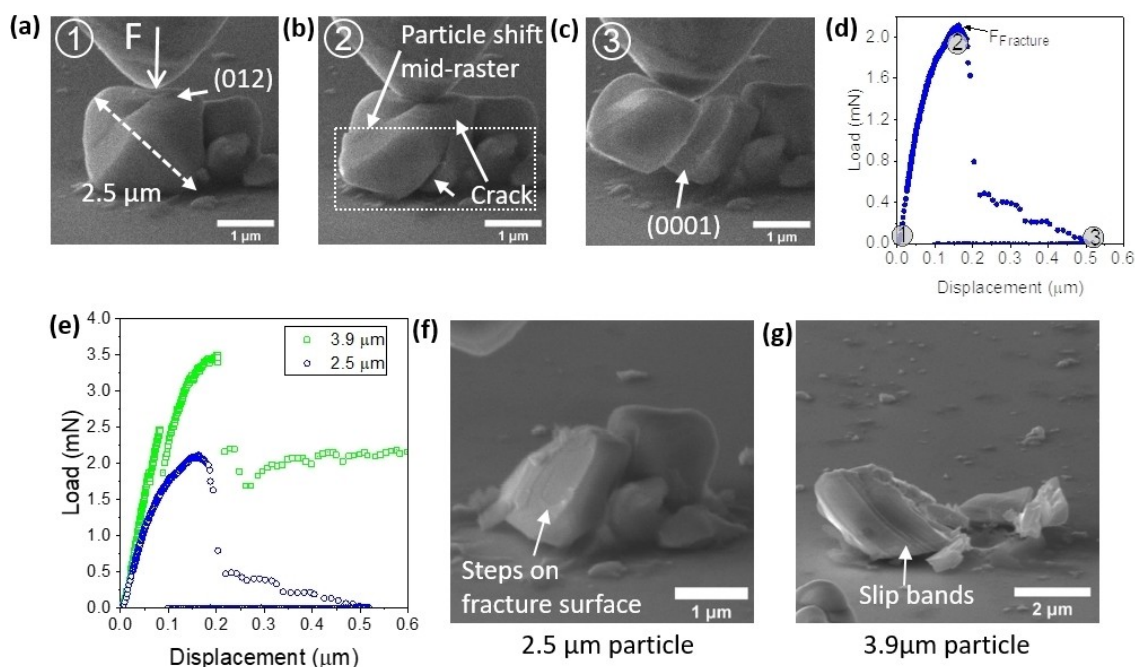 (a)
1
F
(012)
2.5 µm
1 µm
(b)
2
Particle shift
mid-raster
Crack
1 µm
(c)
3
(0001)
1 µm
(d)
2.0
1.6
1.2
0.8
0.4
0.0
Load (mN)
2
FFracture
1
3
0.0 0.1 0.2 0.3 0.4 0.5 0.6
Displacement (µm)
(e)
4.0
3.5
3.0
2.5
2.0
1.5
1.0
0.5
0.0
Load (mN)
3.9 µm
2.5 µm
0.0 0.1 0.2 0.3 0.4 0.5 0.6
Displacement (µm)
(f)
Steps on
fracture surface
1 µm
2.5 µm particle
(g)
Slip bands
2 µm
3.9µm particle